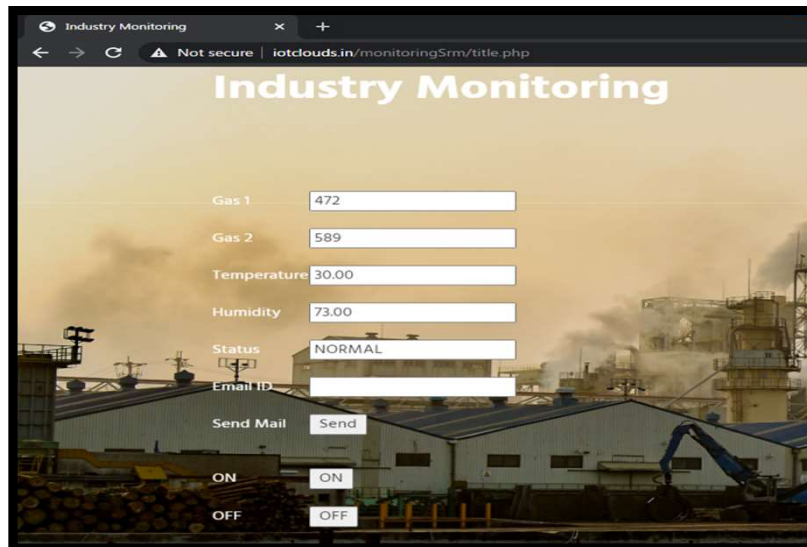 Industry Monitoring
Not secure | iotclouds.in/monitoringSrm/title.php
Industry Monitoring
Gas 1 472
Gas 2 589
Temperature 30.00
Humidity 73.00
Status NORMAL
Email ID
Send Mail Send
ON ON
OFF OFF